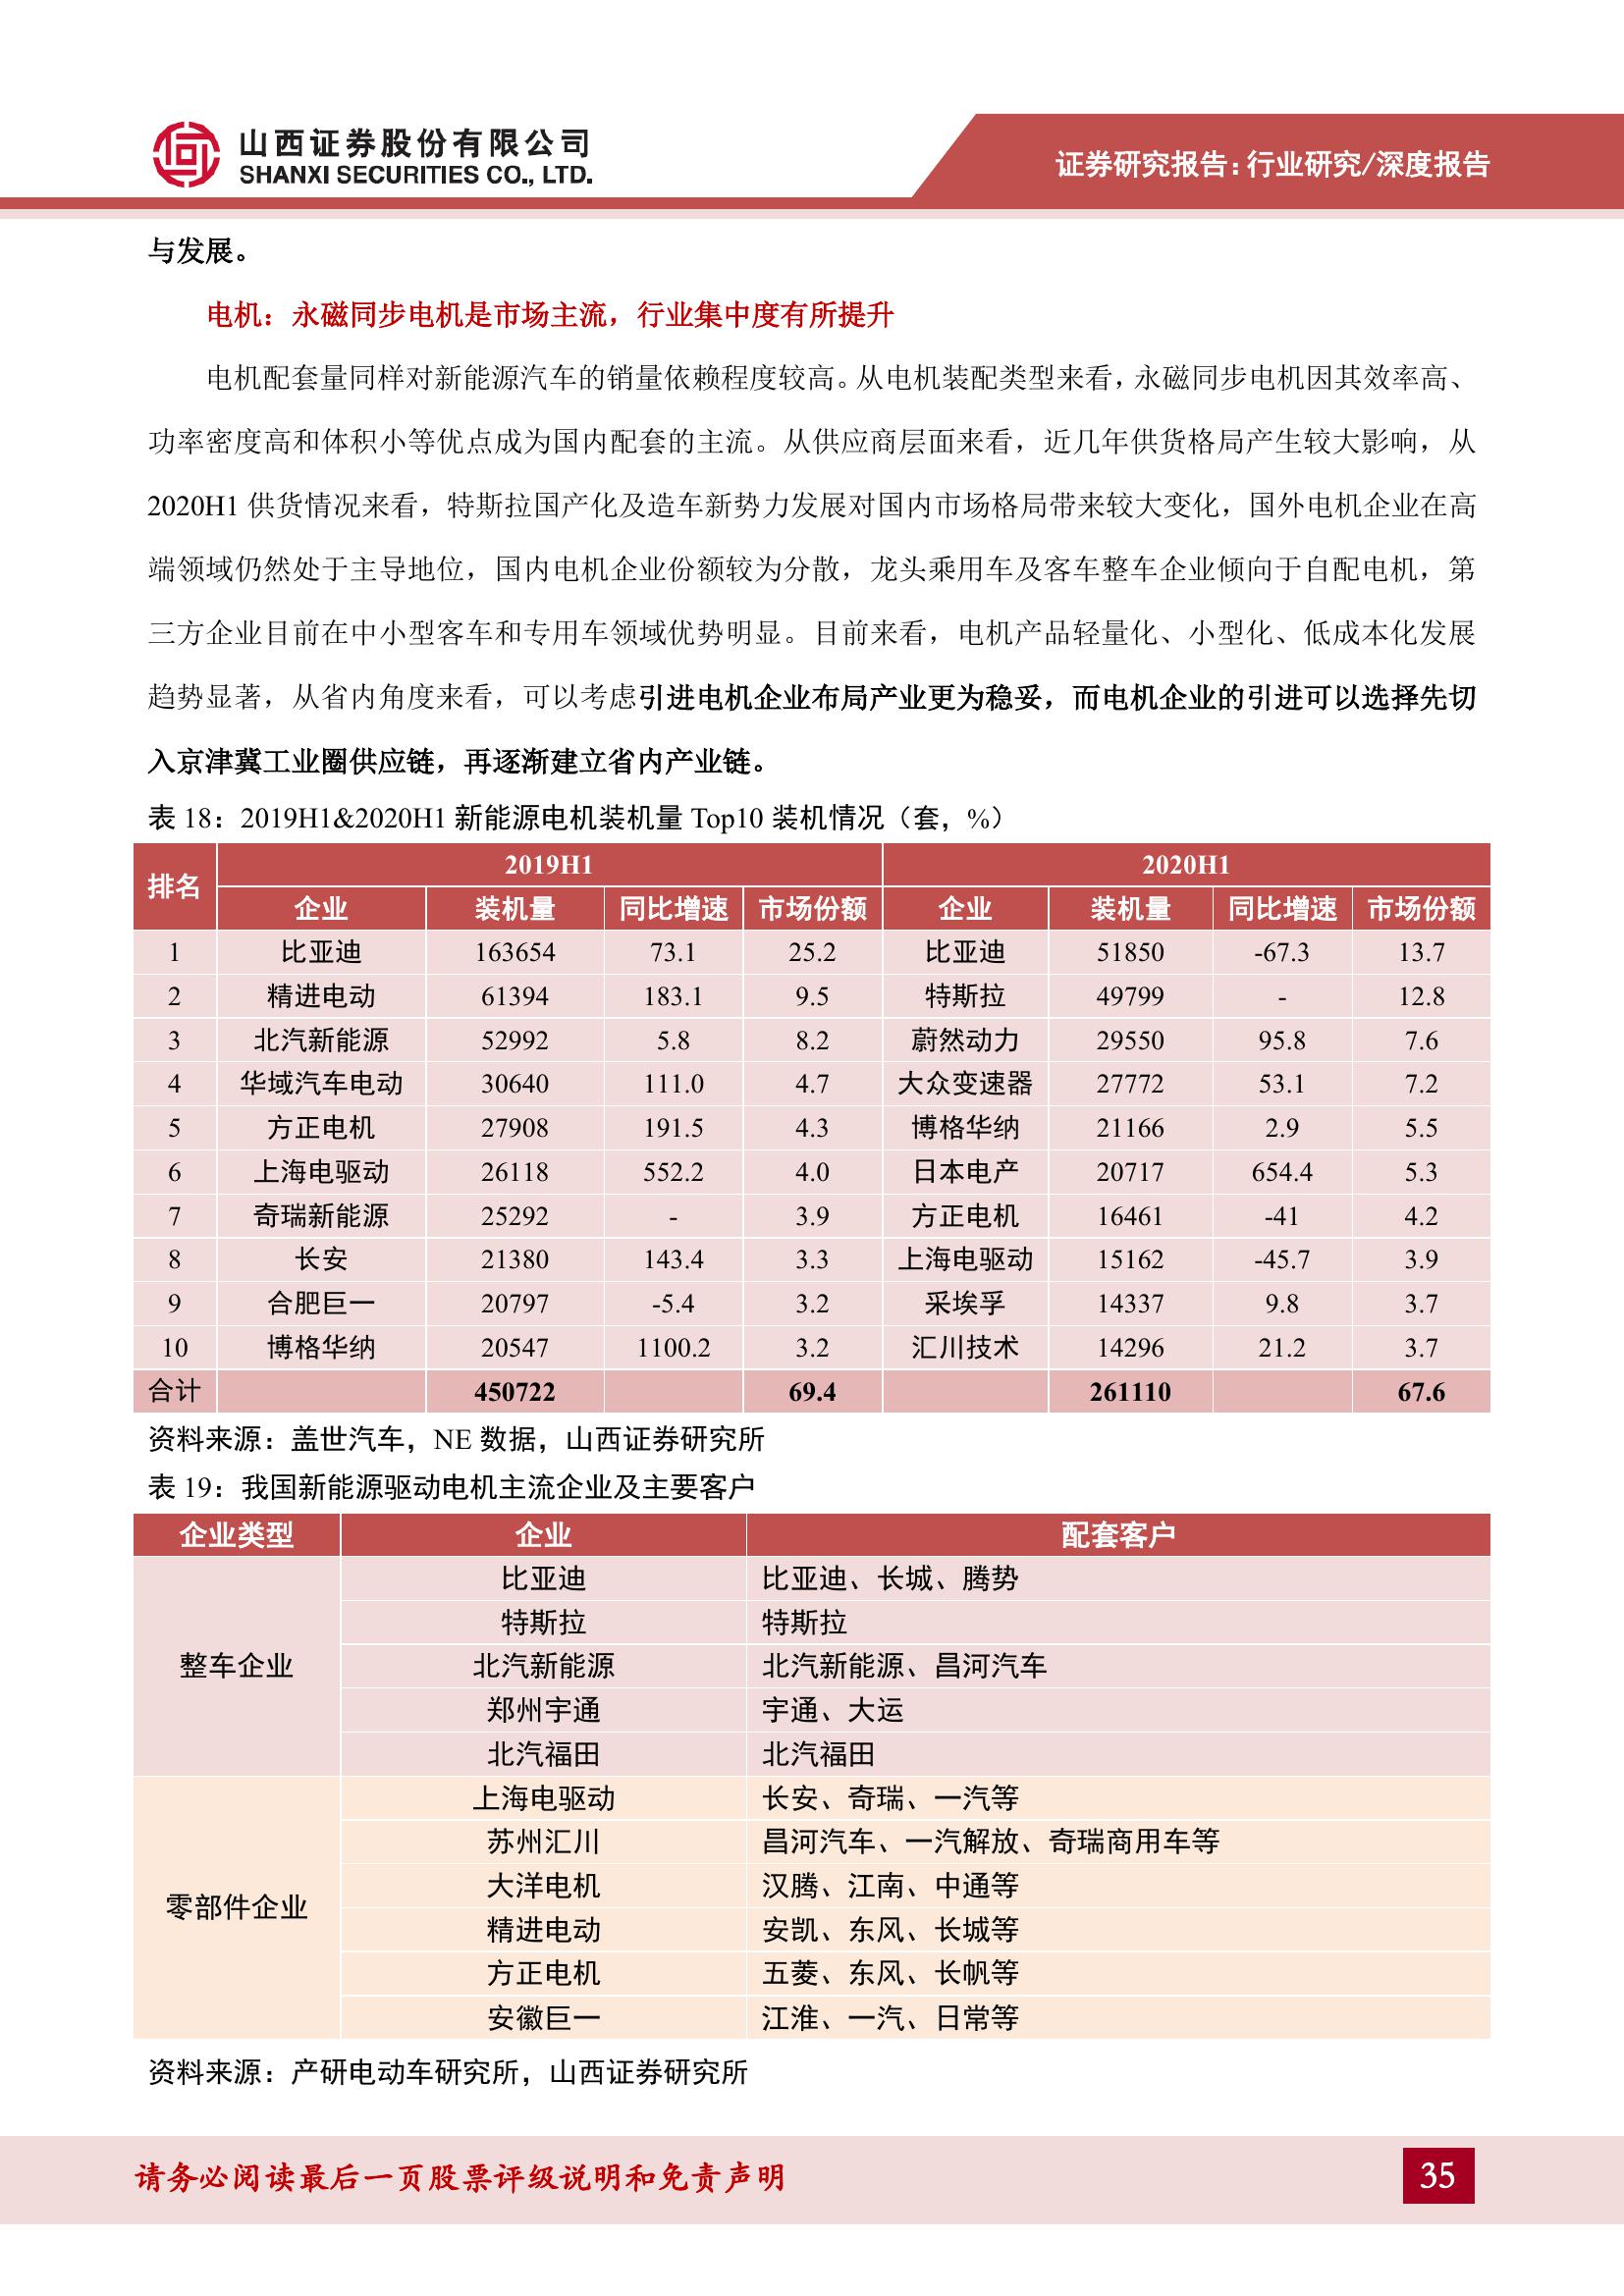 山西证券股份有限公司
SHANXI SECURITIES CO., LTD.
证券研究报告：行业研究/深度报告
与发展。
电机：永磁同步电机是市场主流，行业集中度有所提升
电机配套量同样对新能源汽车的销量依赖程度较高。从电机装配类型来看，永磁同步电机因其效率高、
功率密度高和体积小等优点成为国内配套的主流。从供应商层面来看，近几年供货格局产生较大影响，从
2020H1 供货情况来看，特斯拉国产化及造车新势力发展对国内市场格局带来较大变化，国外电机企业在高
端领域仍然处于主导地位，国内电机企业份额较为分散，龙头乘用车及客车整车企业倾向于自配电机，第
三方企业目前在中小型客车和专用车领域优势明显。目前来看，电机产品轻量化、小型化、低成本化发展
趋势显著，从省内角度来看，可以考虑引进电机企业布局产业更为稳妥，而电机企业的引进可以选择先切
入京津冀工业圈供应链，再逐渐建立省内产业链。
表 18：2019H1&2020H1 新能源电机装机量 Top10 装机情况（套，%）
排名 2019H1 2020H1
企业 装机量 同比增速 市场份额 企业 装机量 同比增速 市场份额
1 比亚迪 163654 73.1 25.2 比亚迪 51850 -67.3 13.7
2 精进电动 61394 183.1 9.5 特斯拉 49799 - 12.8
3 北汽新能源 52992 5.8 8.2 蔚然动力 29550 95.8 7.6
4 华域汽车电动 30640 111.0 4.7 大众变速器 27772 53.1 7.2
5 方正电机 27908 191.5 4.3 博格华纳 21166 2.9 5.5
6 上海电驱动 26118 552.2 4.0 日本电产 20717 654.4 5.3
7 奇瑞新能源 25292 - 3.9 方正电机 16461 -41 4.2
8 长安 21380 143.4 3.3 上海电驱动 15162 -45.7 3.9
9 合肥巨一 20797 -5.4 3.2 采埃孚 14337 9.8 3.7
10 博格华纳 20547 1100.2 3.2 汇川技术 14296 21.2 3.7
合计 450722 69.4 261110 67.6
资料来源：盖世汽车，NE 数据，山西证券研究所
表 19：我国新能源驱动电机主流企业及主要客户
企业类型 企业 配套客户
整车企业 比亚迪 比亚迪、长城、腾势
特斯拉 特斯拉
北汽新能源 北汽新能源、昌河汽车
郑州宇通 宇通、大运
北汽福田 北汽福田
零部件企业 上海电驱动 长安、奇瑞、一汽等
苏州汇川 昌河汽车、一汽解放、奇瑞商用车等
大洋电机 汉腾、江南、中通等
精进电动 安凯、东风、长城等
方正电机 五菱、东风、长帆等
安徽巨一 江淮、一汽、日常等
资料来源：产研电动车研究所，山西证券研究所
请务必阅读最后一页股票评级说明和免责声明
35